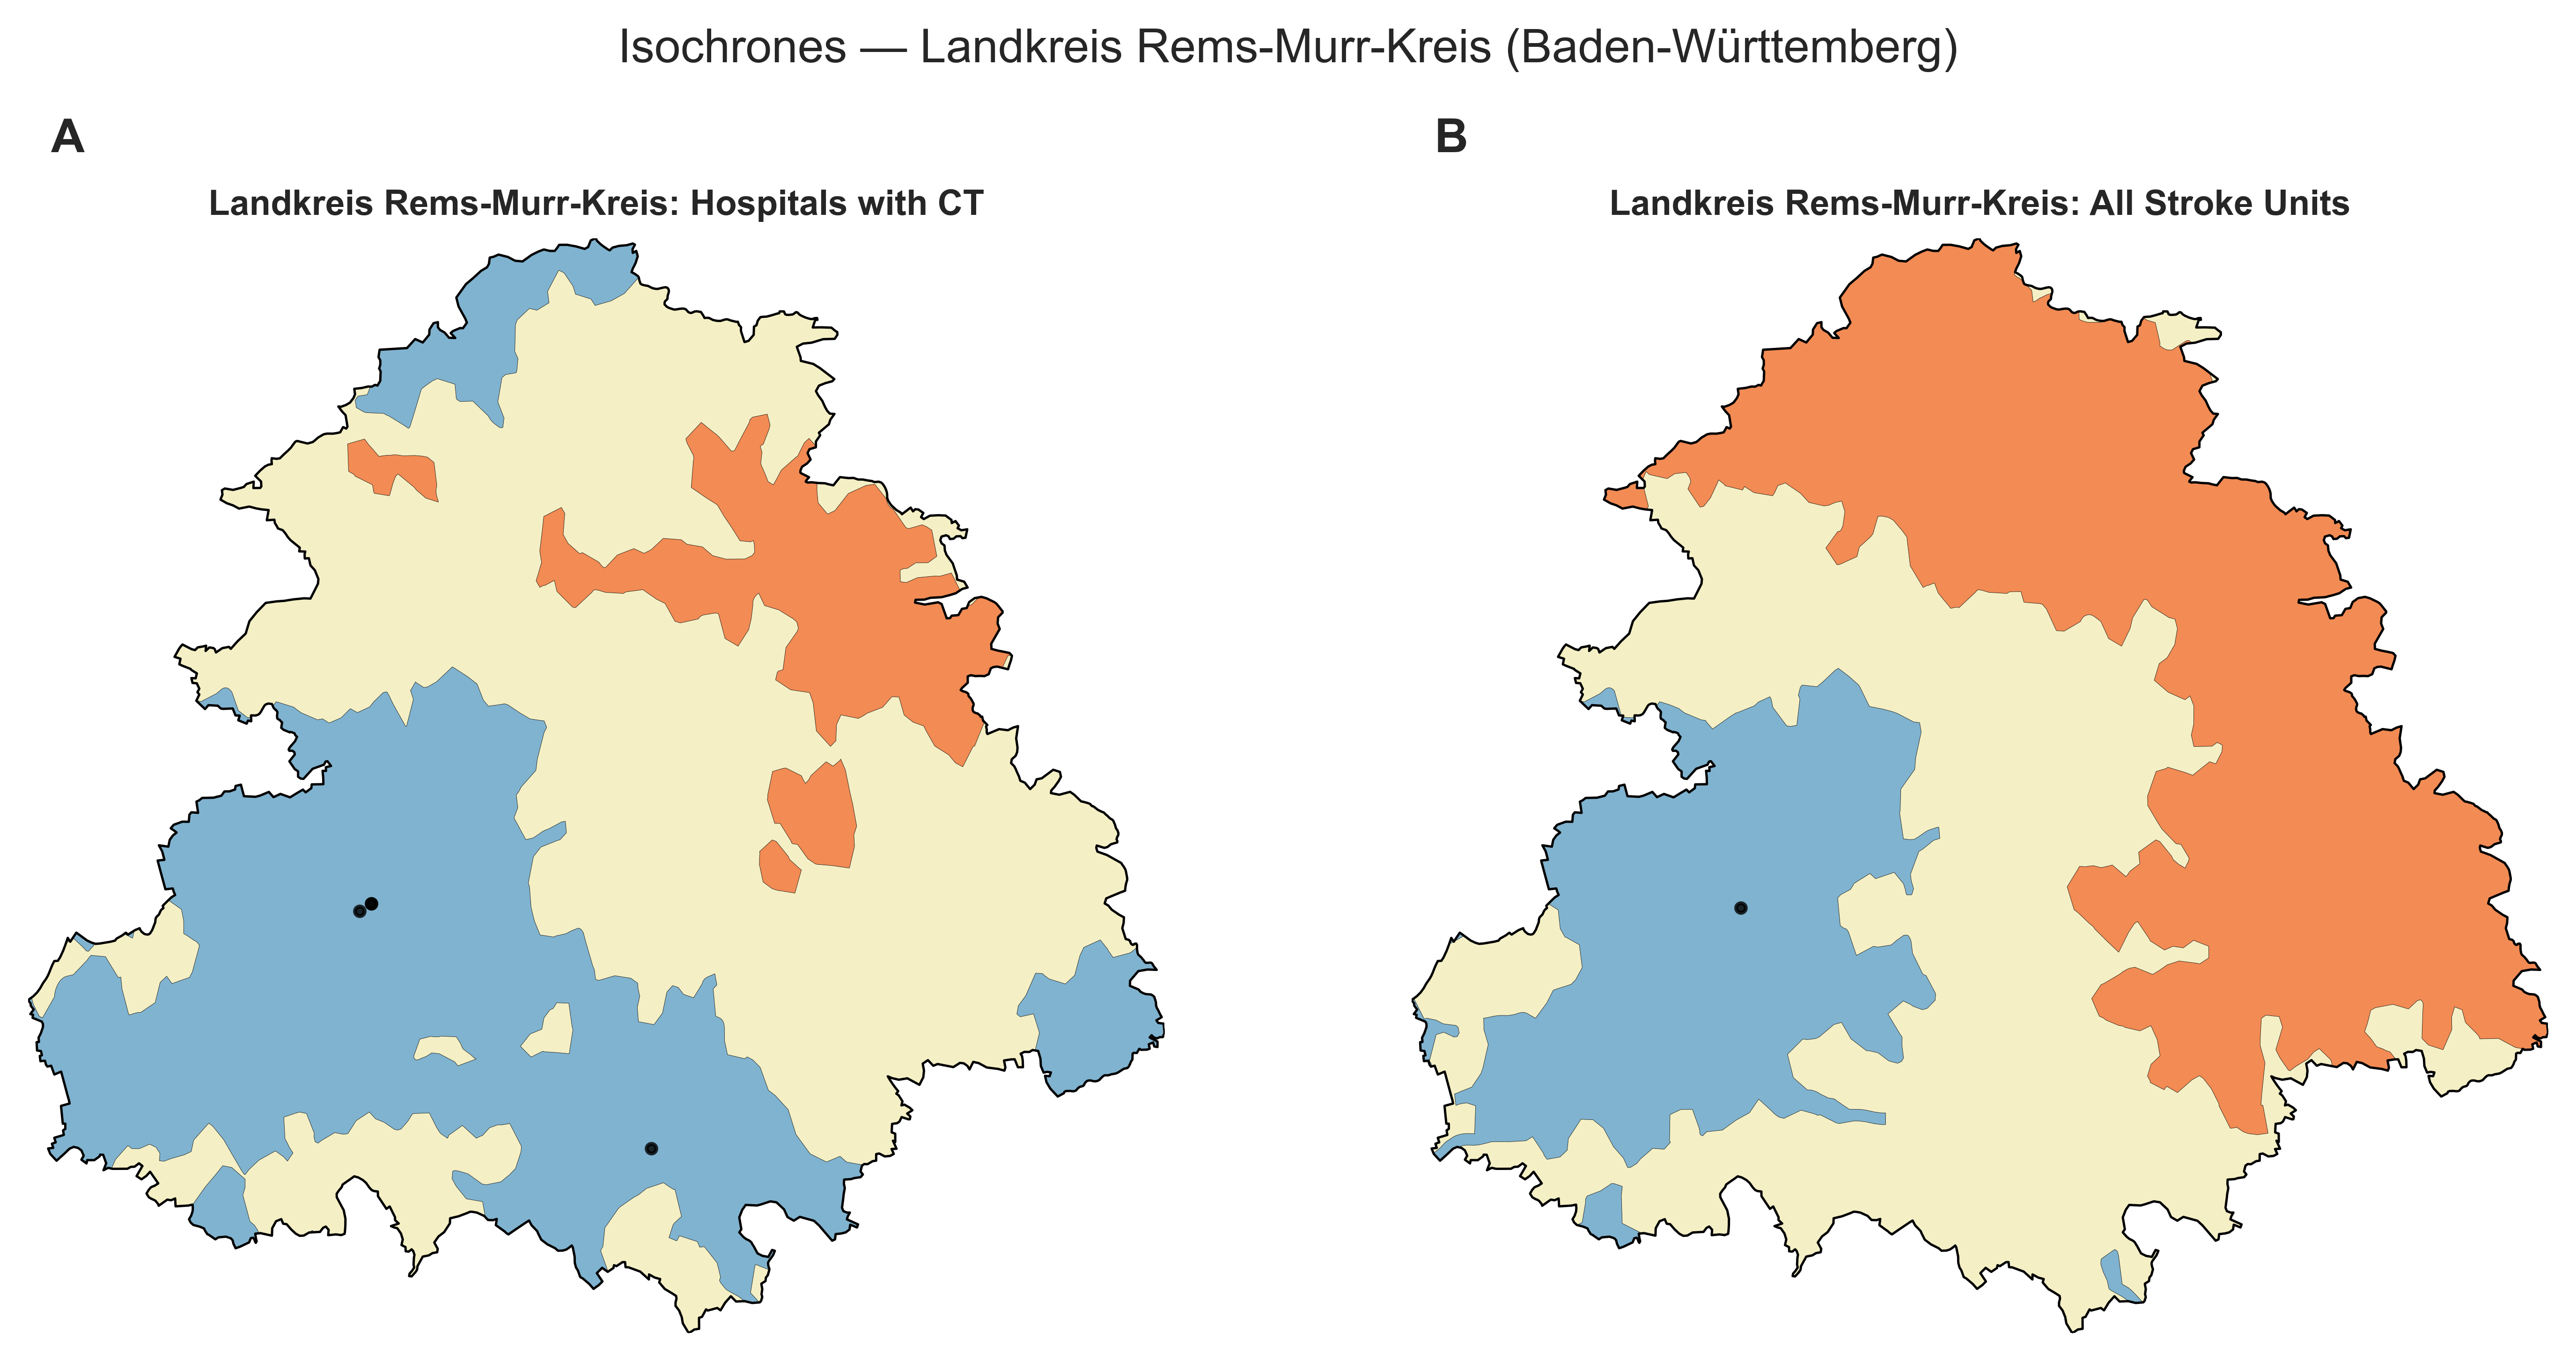 Isochrones — Landkreis Rems-Murr-Kreis (Baden-Württemberg)
A
B
Landkreis Rems-Murr-Kreis: Hospitals with CT
Landkreis Rems-Murr-Kreis: All Stroke Units